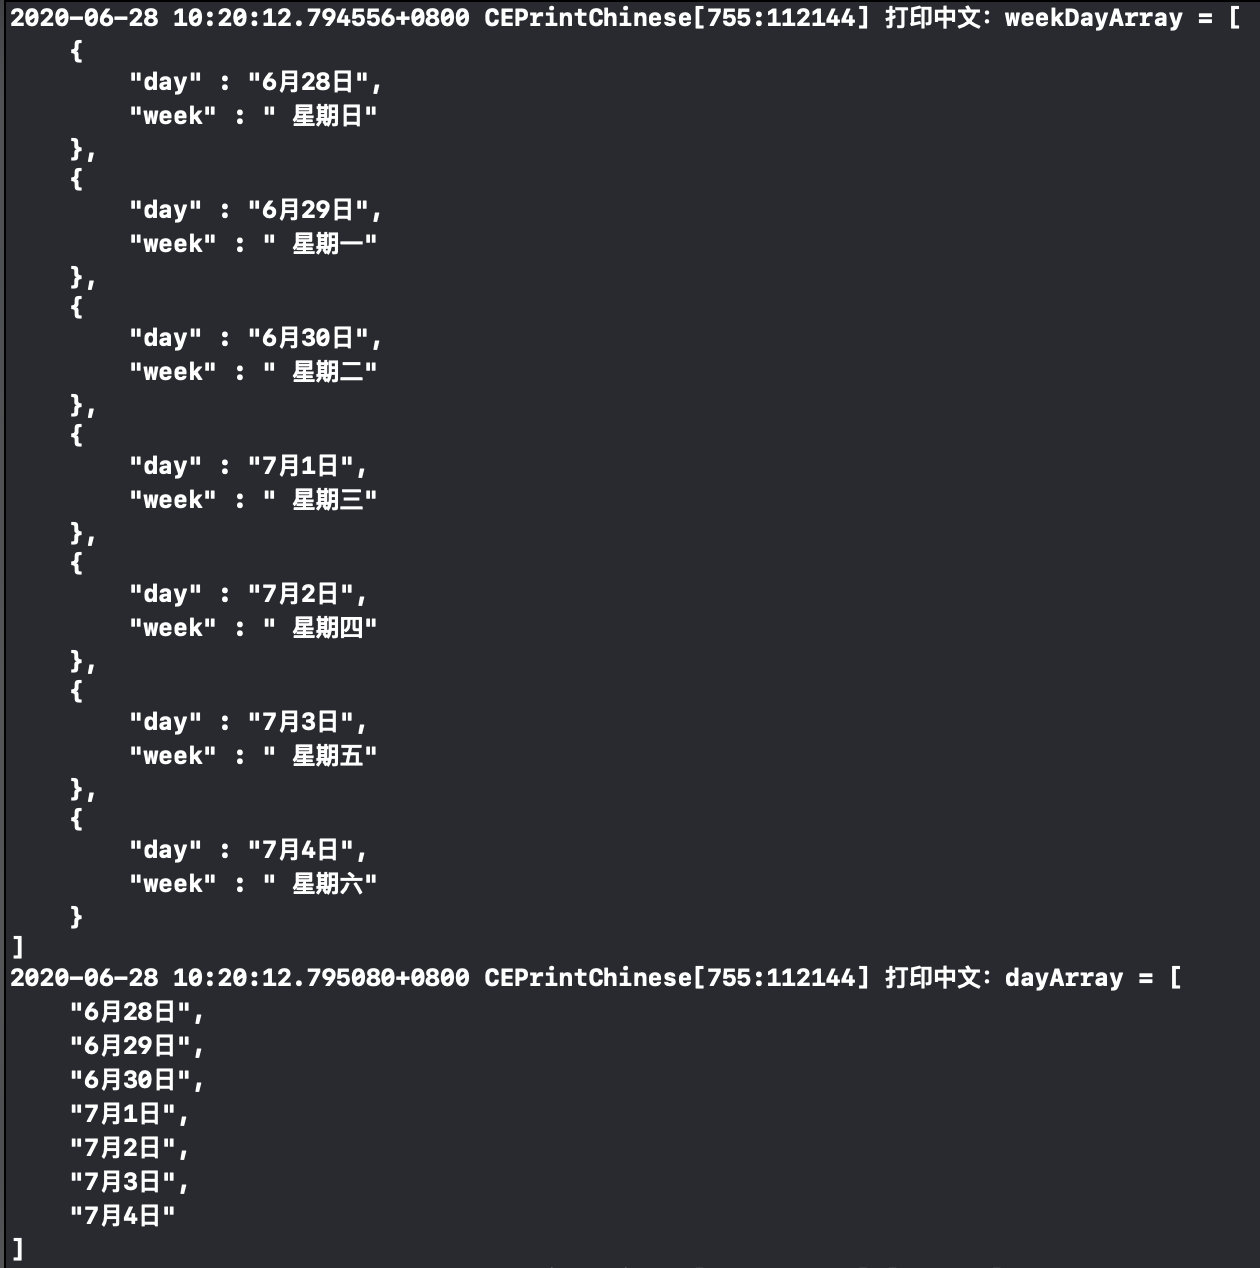 2020-06-28 10:20:12.794556+0800 CEPrintChinese[755:112144] 打印中文：weekDayArray = [
    {
        "day" : "6月28日",
        "week" : " 星期日"
    },
    {
        "day" : "6月29日",
        "week" : " 星期一"
    },
    {
        "day" : "6月30日",
        "week" : " 星期二"
    },
    {
        "day" : "7月1日",
        "week" : " 星期三"
    },
    {
        "day" : "7月2日",
        "week" : " 星期四"
    },
    {
        "day" : "7月3日",
        "week" : " 星期五"
    },
    {
        "day" : "7月4日",
        "week" : " 星期六"
    }
]
2020-06-28 10:20:12.795080+0800 CEPrintChinese[755:112144] 打印中文：dayArray = [
    "6月28日",
    "6月29日",
    "6月30日",
    "7月1日",
    "7月2日",
    "7月3日",
    "7月4日"
]